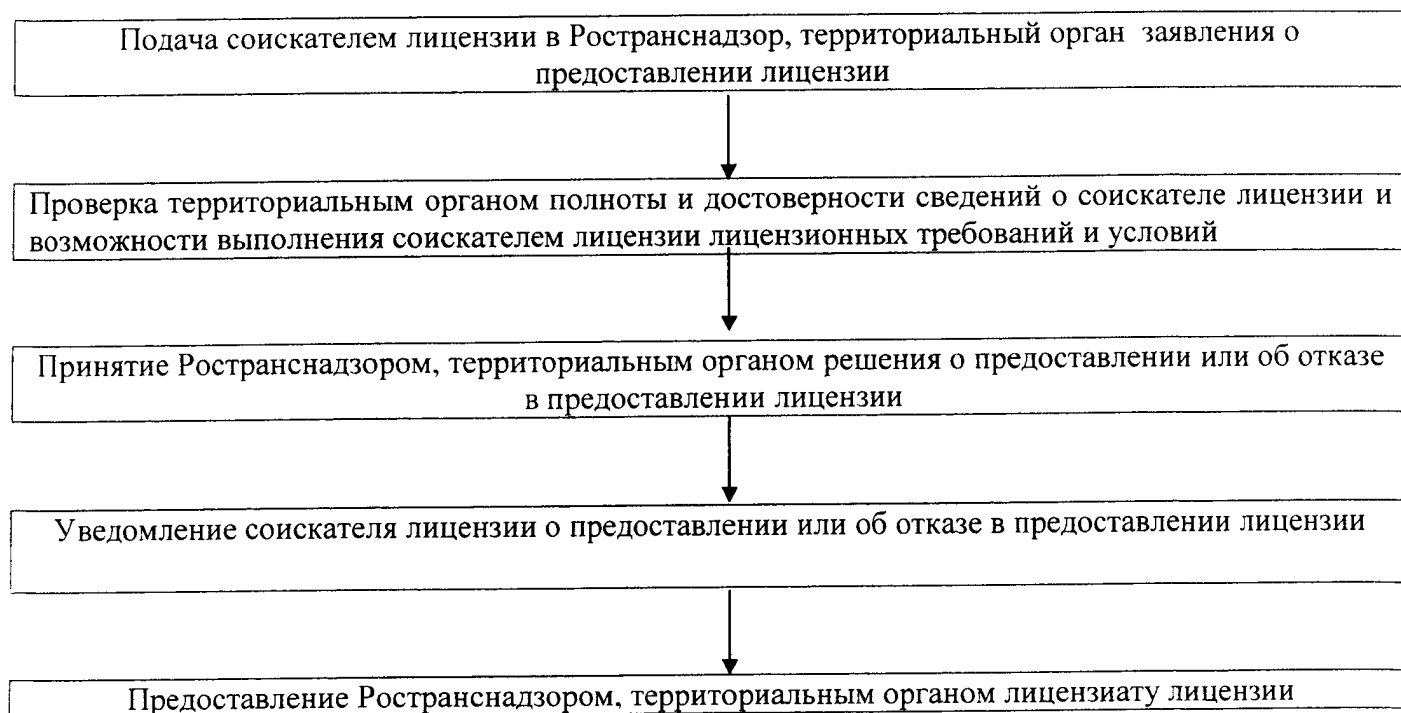 Подача соискателем лицензии в Ространснадзор, территориальный орган заявления о
предоставлении лицензии
Проверка территориальным органом полноты и достоверности сведений о соискателе лицензии и
возможности выполнения соискателем лицензии лицензионных требований и условий
Принятие Ространснадзором, территориальным органом решения о предоставлении или об отказе
в предоставлении лицензии
Уведомление соискателя лицензии о предоставлении или об отказе в предоставлении лицензии
Предоставление Ространснадзором, территориальным органом лицензиату лицензии